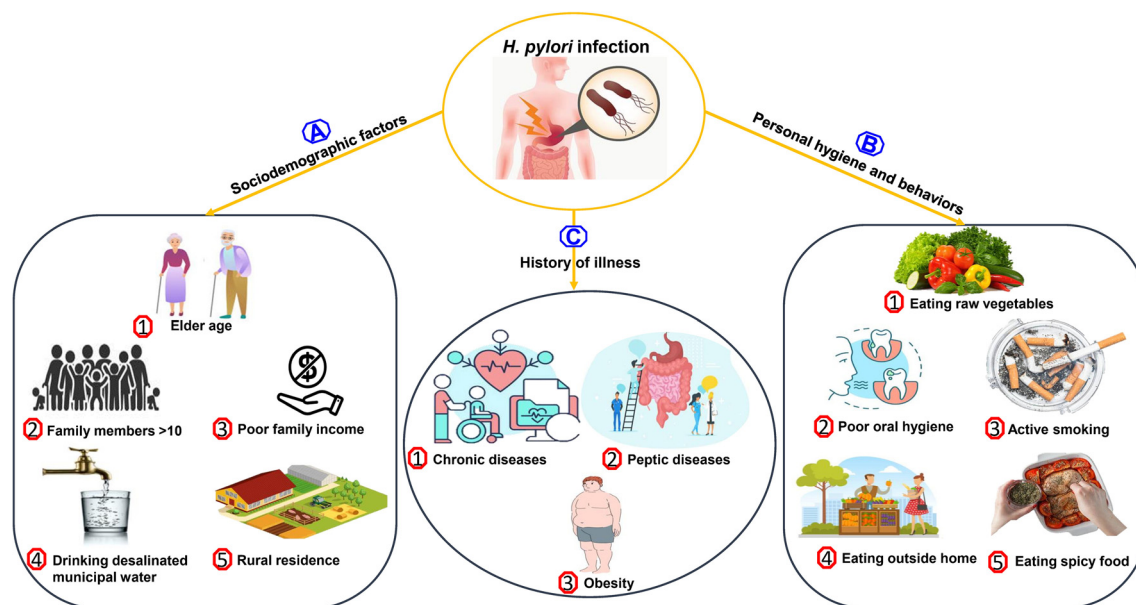 H. pylori infection
A
Sociodemographic factors
B
Personal hygiene and behaviors
C
History of illness
1 Elder age
2 Family members >10
3 Poor family income
4 Drinking desalinated
municipal water
5 Rural residence
1 Chronic diseases
2 Peptic diseases
3 Obesity
1 Eating raw vegetables
2 Poor oral hygiene
3 Active smoking
4 Eating outside home
5 Eating spicy food